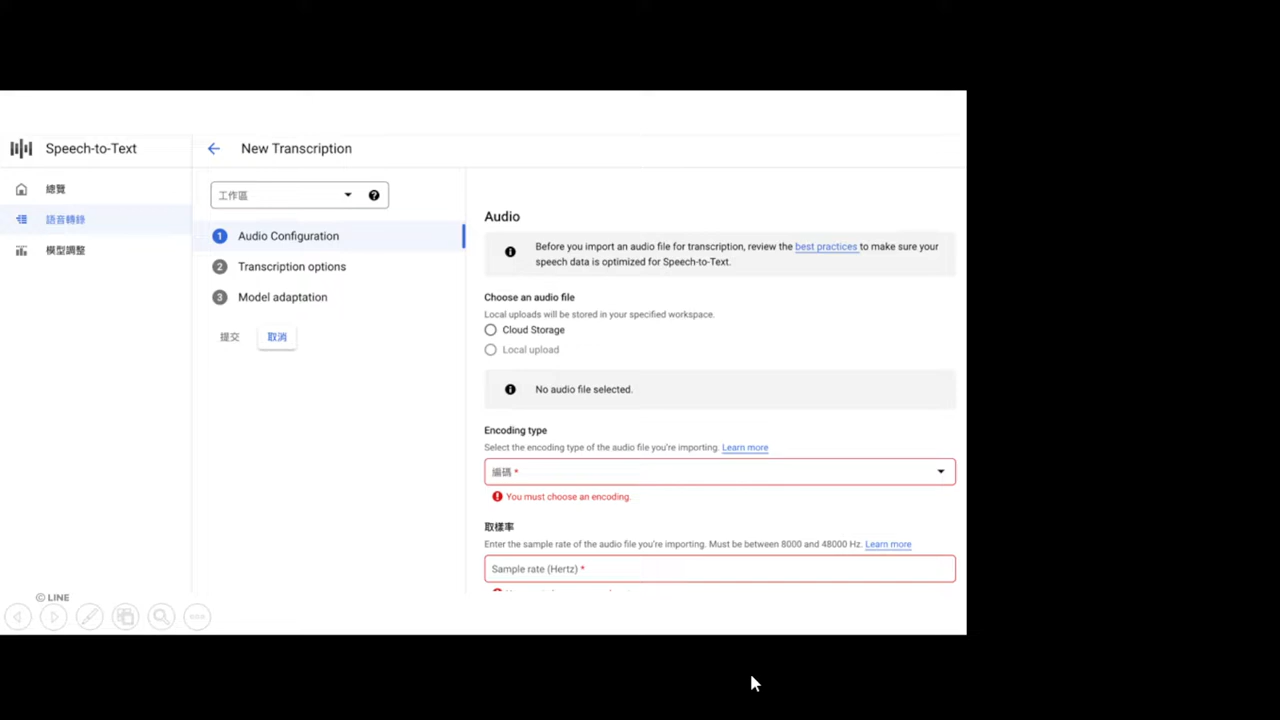 Speech-to-Text
總覽
語音轉錄
模型調整
New Transcription
工作區
1 Audio Configuration
2 Transcription options
3 Model adaptation
提交 取消
Audio
Before you import an audio file for transcription, review the best practices to make sure your
speech data is optimized for Speech-to-Text.
Choose an audio file
Local uploads will be stored in your specified workspace.
Cloud Storage
Local upload
No audio file selected.
Encoding type
Select the encoding type of the audio file you're importing. Learn more
編碼 *
You must choose an encoding.
取樣率
Enter the sample rate of the audio file you're importing. Must be between 8000 and 48000 Hz. Learn more
Sample rate (Hertz) *
© LINE